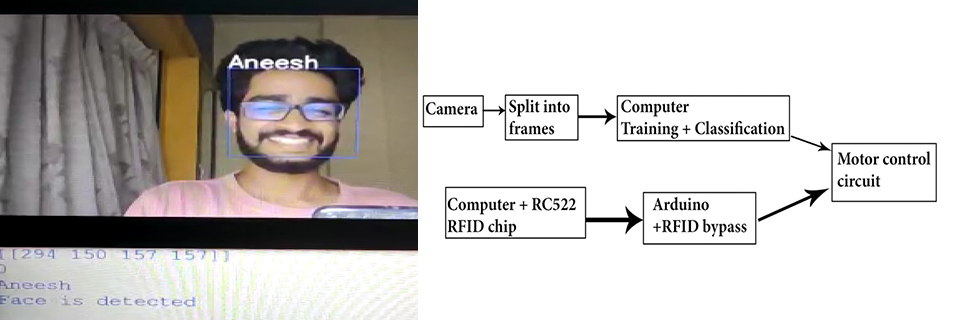 Aneesh
[[294 150 157 157]]
0
Aneesh
Face is detected
Camera
Split into
frames
Computer
Training + Classification
Motor control
circuit
Computer + RC522
RFID chip
Arduino
+RFID bypass